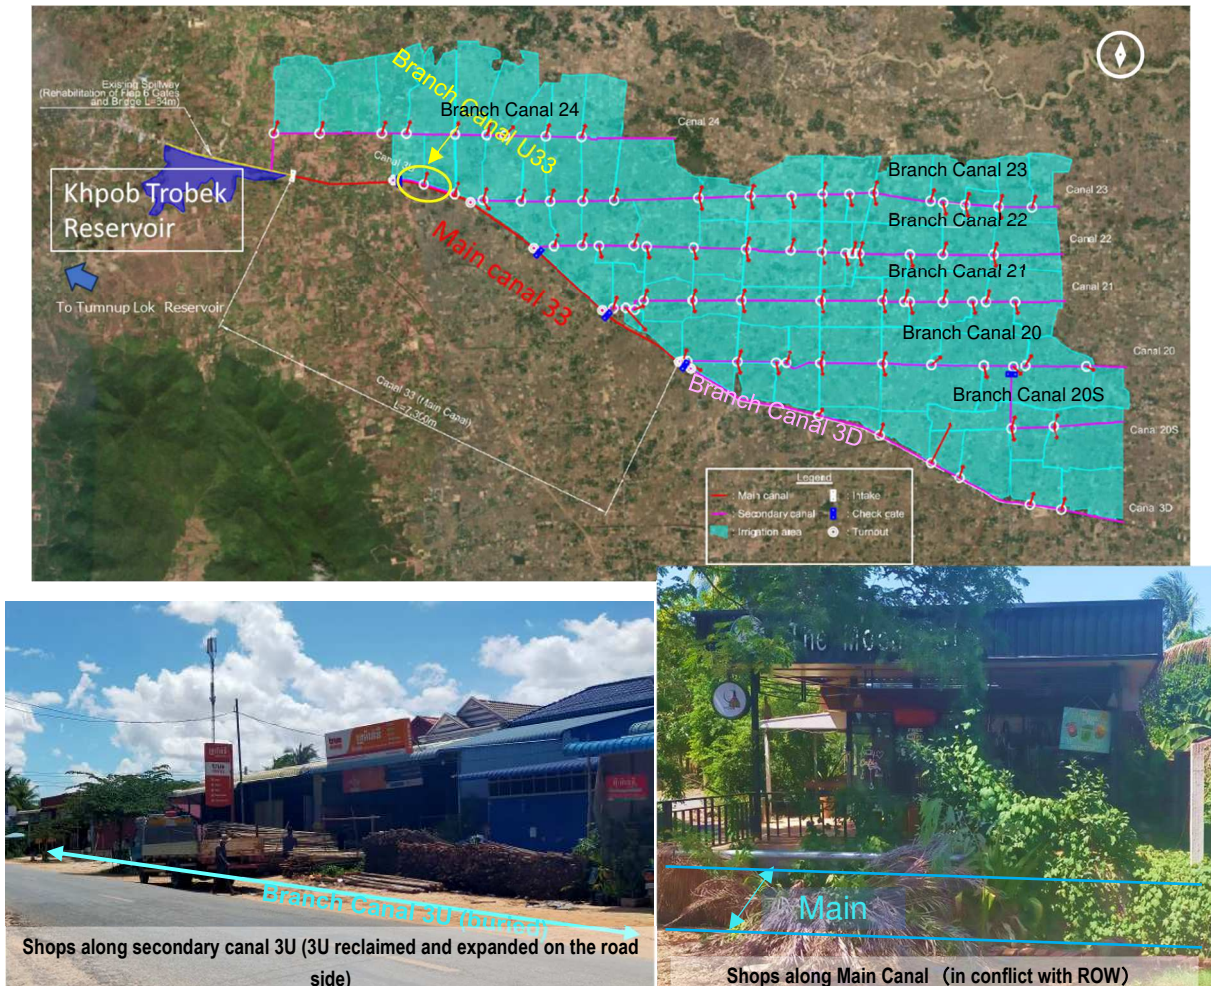 Existing Spillway
(Rehabilitation of Flap 6 Gates
and Bridge L=64m)
Branch Canal U33
Branch Canal 24
Canal 24
Khpob Trobek
Reservoir
To Tumnup Lok Reservoir
Main canal 33
Canal 33 (Main Canal)
L=7,300m
Branch Canal 23
Canal 23
Branch Canal 22
Canal 22
Branch Canal 21
Canal 21
Branch Canal 20
Canal 20
Branch Canal 20S
Canal 20S
Branch Canal 3D
Canal 3D
Legend
: Main canal
: Intake
: Secondary canal
: Check gate
: Irrigation area
: Turnout
true
Branch Canal 3U (buried)
Shops along secondary canal 3U (3U reclaimed and expanded on the road
side)
The
Main
Shops along Main Canal (in conflict with ROW)